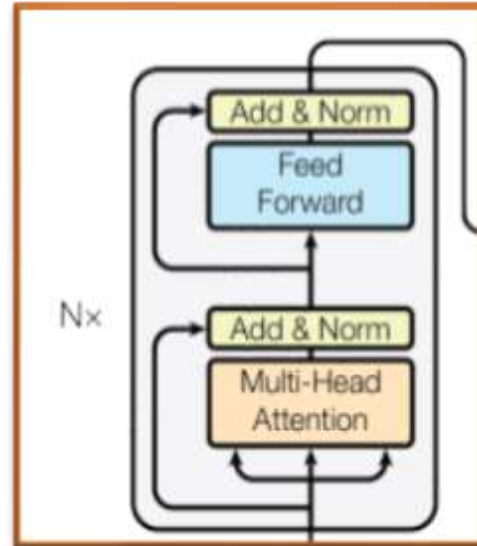 Add & Norm
Feed
Forward
Nx
Add & Norm
Multi-Head
Attention